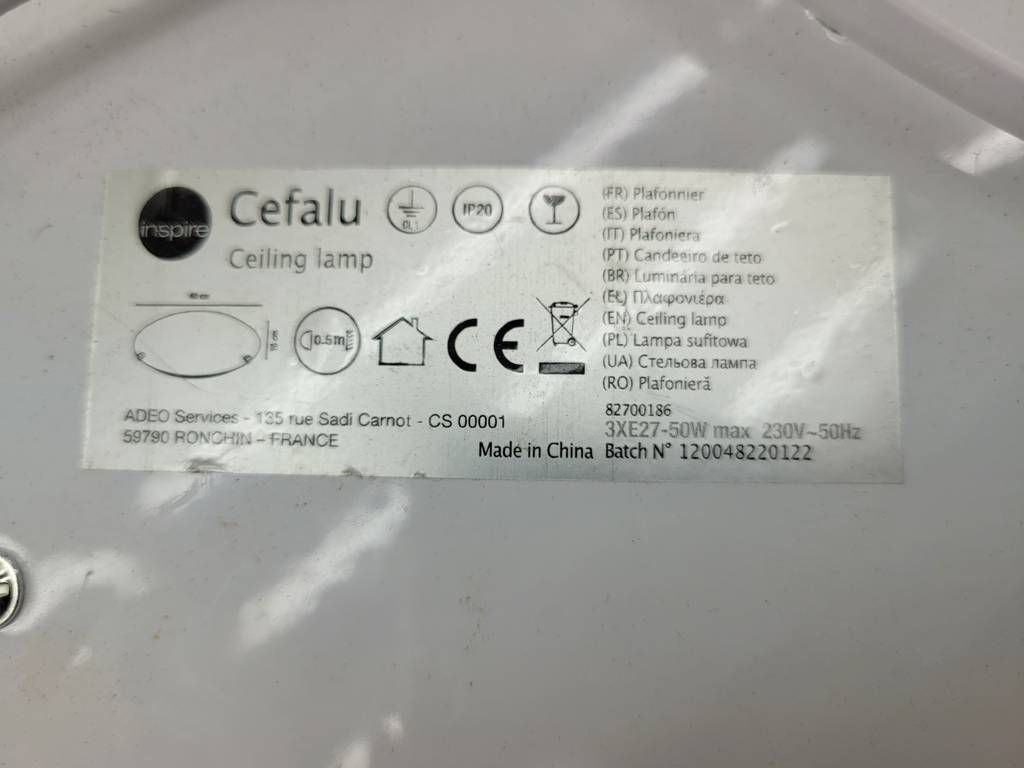 inspire
Cefalu
Ceiling lamp
IP20
0.5m
ADEO Services - 135 rue Sadi Carnot - CS 00001
59790 RONCHIN - FRANCE
Made in China
(FR) Plafonnier
(ES) Plafón
(IT) Plafoniera
(PT) Candeeiro de teto
(BR) Luminária para teto
(EL) Πλαφονιέρα
(EN) Ceiling lamp
(PL) Lampa sufitowa
(UA) Стельова лампа
(RO) Plafonieră
82700186
3XE27-50W max 230V~50Hz
Batch N° 120048220122